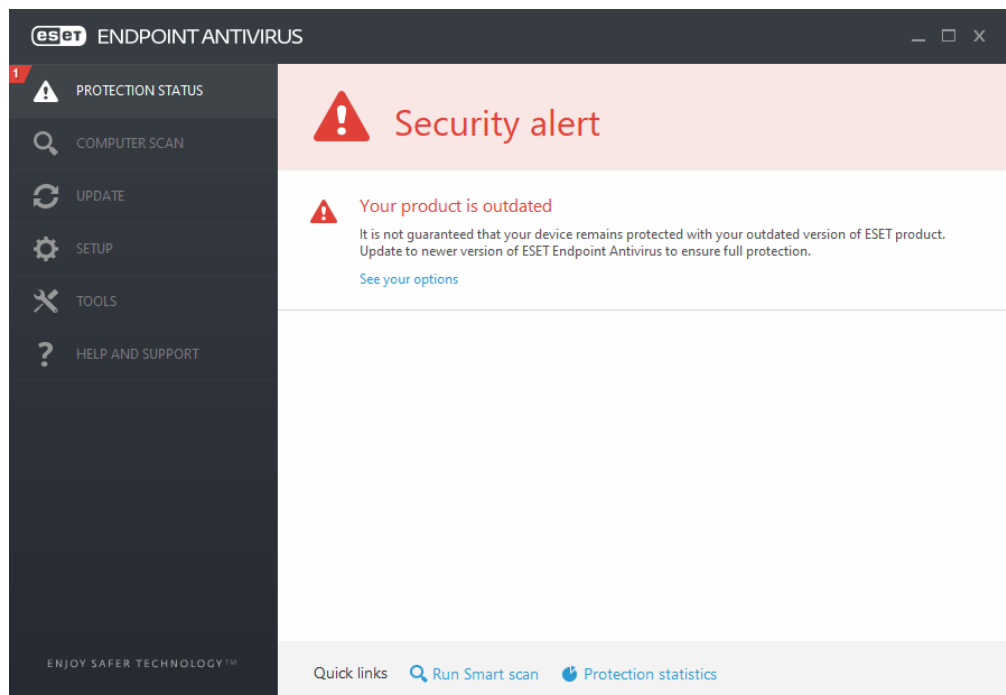 eset ENDPOINT ANTIVIRUS
1
PROTECTION STATUS
COMPUTER SCAN
UPDATE
SETUP
TOOLS
HELP AND SUPPORT
ENJOY SAFER TECHNOLOGY™
Security alert
Your product is outdated
It is not guaranteed that your device remains protected with your outdated version of ESET product.
Update to newer version of ESET Endpoint Antivirus to ensure full protection.
See your options
Quick links Run Smart scan Protection statistics